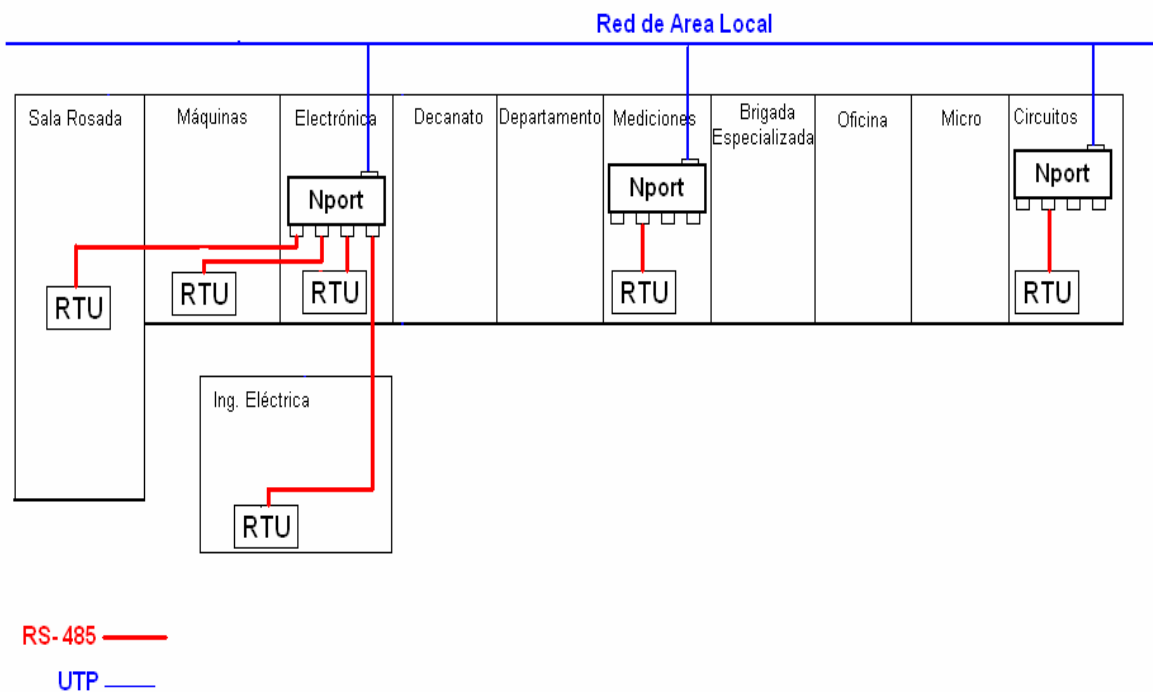 Red de Area Local
Sala Rosada
Máquinas
Electrónica
Decanato
Departamento
Mediciones
Brigada
Especializada
Oficina
Micro
Circuitos
Nport
Nport
Nport
RTU
RTU
RTU
RTU
RTU
Ing. Eléctrica
RTU
RS-485
UTP